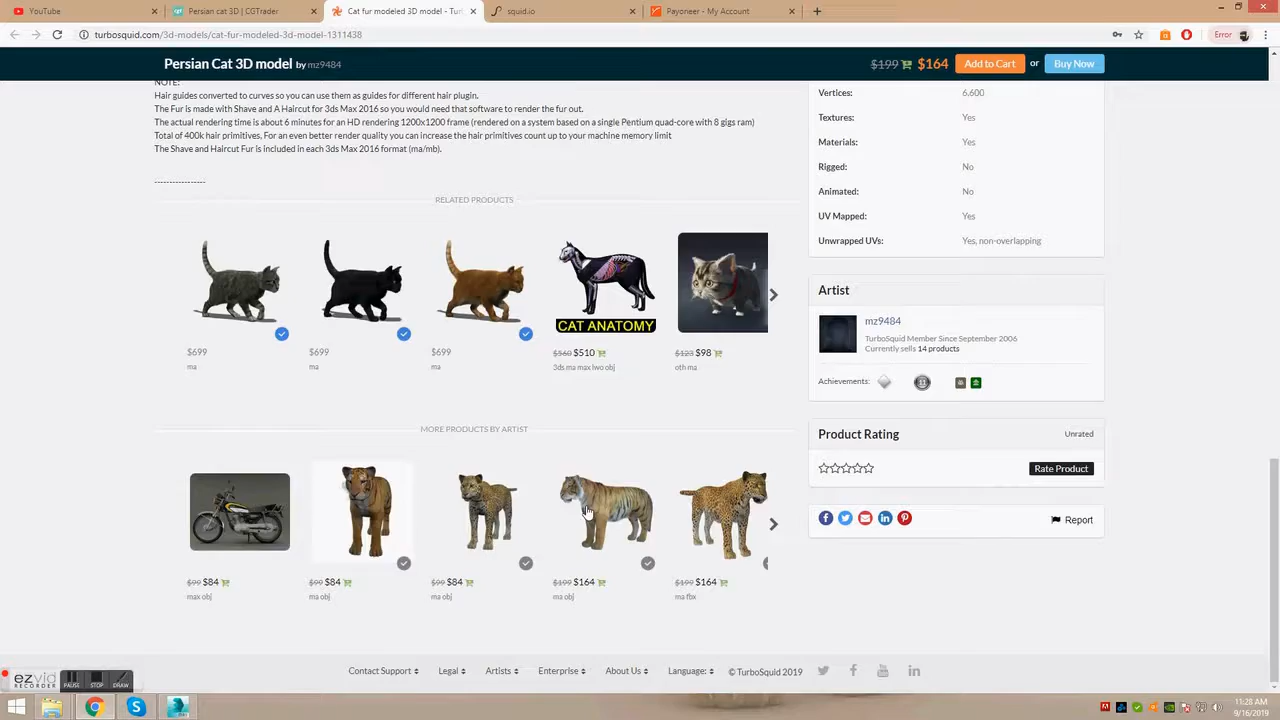 YouTube
Persian cat 3D | CGTrader
Cat fur modeled 3D model - Tur
squid.io
Payoneer - My Account
turbosquid.com/3d-models/cat-fur-modeled-3d-model-1311438
Error
Persian Cat 3D model by mz9484
$199 $164 Add to Cart or Buy Now
NOTE:
Hair guides converted to curves so you can use them as guides for different hair plugin.
The Fur is made with Shave and A Haircut for 3ds Max 2016 so you would need that software to render the fur out.
The actual rendering time is about 6 minutes for an HD rendering 1200x1200 frame (rendered on a system based on a single Pentium quad-core with 8 gigs ram)
Total of 400k hair primitives, For an even better render quality you can increase the hair primitives count up to your machine memory limit
The Shave and Haircut Fur is included in each 3ds Max 2016 format (ma/mb).
----------------
Vertices: 6,600
Textures: Yes
Materials: Yes
Rigged: No
Animated: No
UV Mapped: Yes
Unwrapped UVs: Yes, non-overlapping
RELATED PRODUCTS
CAT ANATOMY
$699 $699 $699 $560 $510 $123 $98
ma ma ma 3ds ma max lwo obj oth ma
Artist
mz9484
TurboSquid Member Since September 2006
Currently sells 14 products
Achievements:
MORE PRODUCTS BY ARTIST
$99 $84 $99 $84 $99 $84 $199 $164 $199 $164
max obj ma obj ma obj ma obj ma fbx
Product Rating Unrated
Rate Product
Report
Contact Support Legal Artists Enterprise About Us Language: © TurboSquid 2019
ezvid
RECORDER
PAUSE STOP DRAW
11:28 AM
9/16/2019